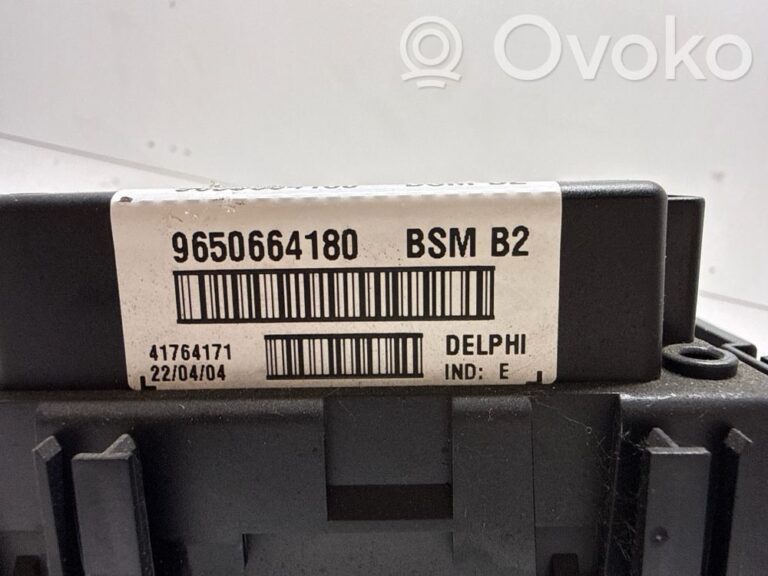 Ovoko
9650664180 BSM B2
41764171 DELPHI
22/04/04 IND: E